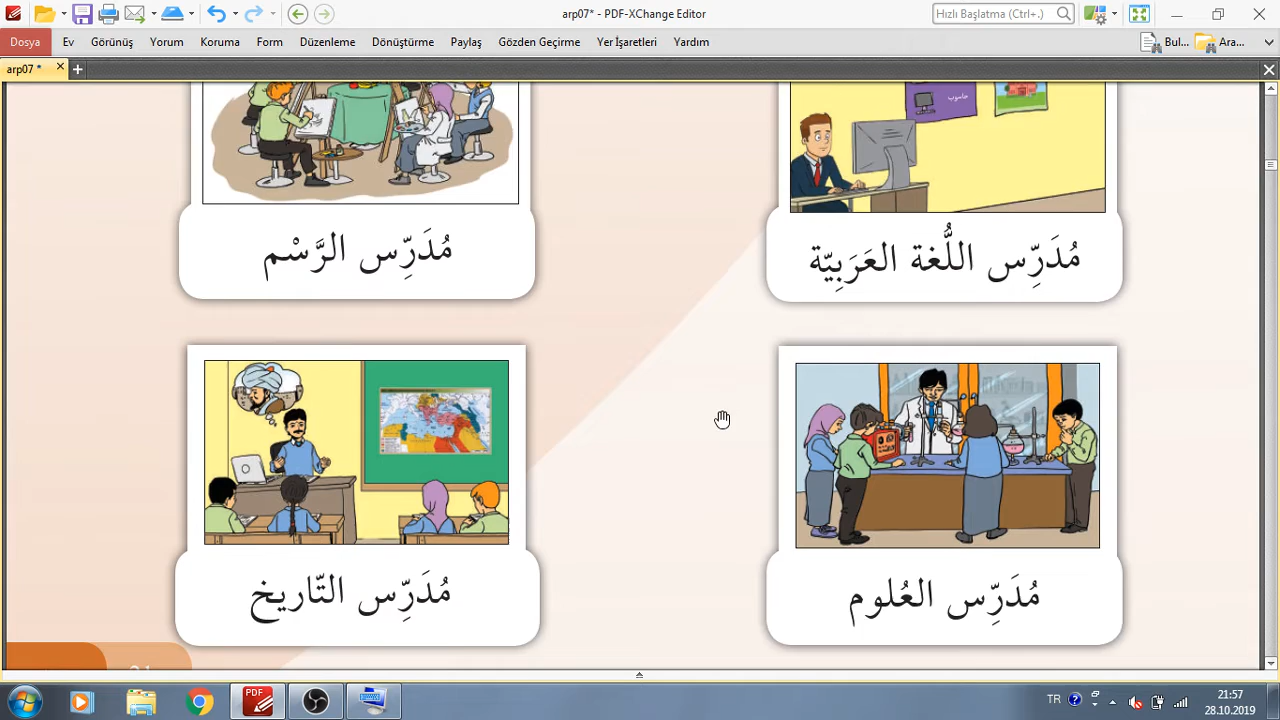 arp07* - PDF-XChange Editor
Hızlı Başlatma (Ctrl+.)
Dosya Ev Görünüş Yorum Koruma Form Düzenleme Dönüştürme Paylaş Gözden Geçirme Yer İşaretleri Yardım Bul... Ara...
arp07 *
حاسوب
مُدَرِّس اللُّغة العَرَبِيّة
مُدَرِّس الرَّسْم
مُدَرِّس العُلوم
مُدَرِّس التّاريخ
PDF
TR
21:57
28.10.2019